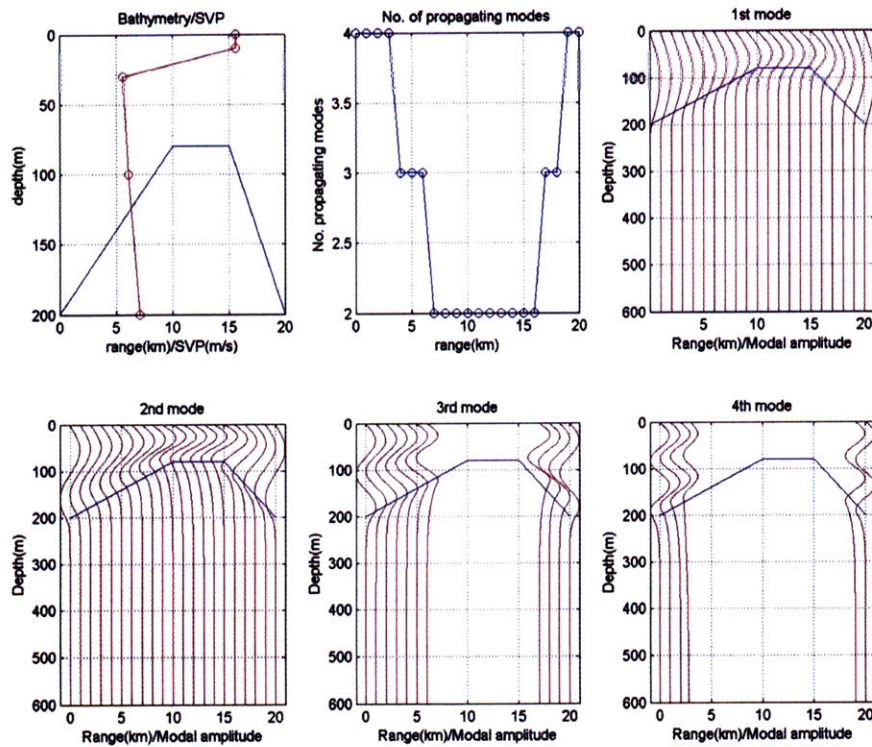 Bathymetry/SVP
0
50
100
150
200
depth(m)
0 5 10 15 20
range(km)/SVP(m/s)
No. of propagating modes
4
3.5
3
2.5
2
No. propagating modes
0 5 10 15 20
range(km)
1st mode
0
100
200
300
400
500
600
Depth(m)
5 10 15 20
Range(km)/Modal amplitude
2nd mode
0
100
200
300
400
500
600
Depth(m)
0 5 10 15 20
Range(km)/Modal amplitude
3rd mode
0
100
200
300
400
500
600
Depth(m)
0 5 10 15 20
Range(km)/Modal amplitude
4th mode
0
100
200
300
400
500
600
Depth(m)
0 5 10 15 20
Range(km)/Modal amplitude